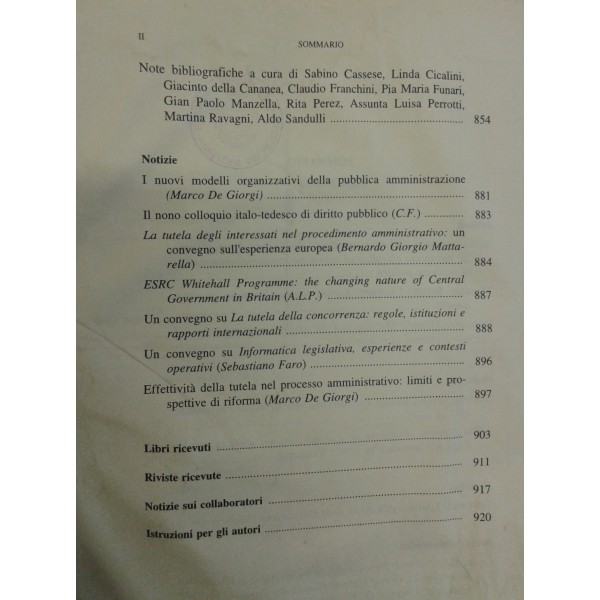 II
SOMMARIO
Note bibliografiche a cura di Sabino Cassese, Linda Cicalini,
Giacinto della Cananea, Claudio Franchini, Pia Maria Funari,
Gian Paolo Manzella, Rita Perez, Assunta Luisa Perrotti,
Martina Ravagni, Aldo Sandulli ........................ 854
Notizie
I nuovi modelli organizzativi della pubblica amministrazione
(Marco De Giorgi) ........................ 881
Il nono colloquio italo-tedesco di diritto pubblico (C.F.) ............ 883
La tutela degli interessati nel procedimento amministrativo: un
convegno sull'esperienza europea (Bernardo Giorgio Matta-
rella) ........................ 884
ESRC Whitehall Programme: the changing nature of Central
Government in Britain (A.L.P.) ........................ 887
Un convegno su La tutela della concorrenza: regole, istituzioni e
rapporti internazionali ........................ 888
Un convegno su Informatica legislativa, esperienze e contesti
operativi (Sebastiano Faro) ........................ 896
Effettività della tutela nel processo amministrativo: limiti e pro-
spettive di riforma (Marco De Giorgi) ........................ 897
Libri ricevuti ........................ 903
Riviste ricevute ........................ 911
Notizie sui collaboratori ........................ 917
Istruzioni per gli autori ........................ 920